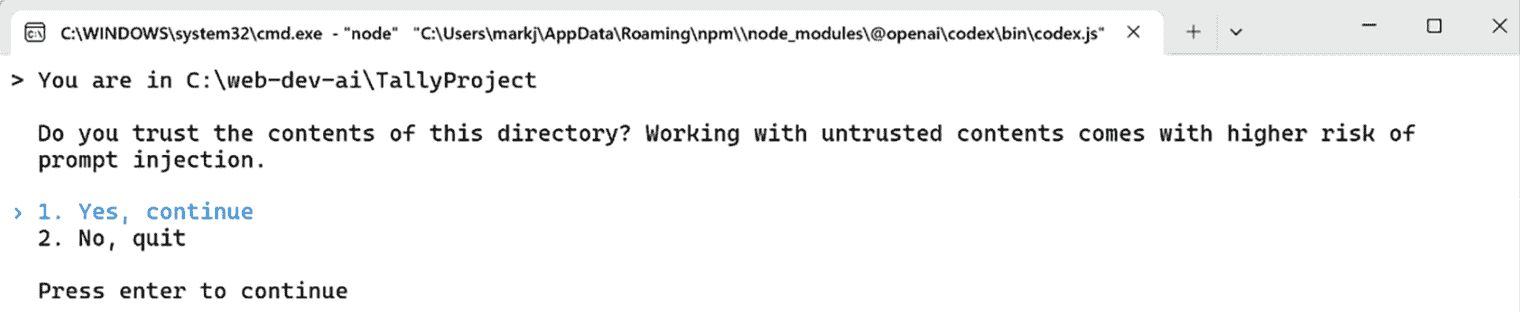 C:\WINDOWS\system32\cmd.exe - "node" "C:\Users\markj\AppData\Roaming\npm\\node_modules\@openai\codex\bin\codex.js"
> You are in C:\web-dev-ai\TallyProject
Do you trust the contents of this directory? Working with untrusted contents comes with higher risk of
prompt injection.
› 1. Yes, continue
2. No, quit
Press enter to continue